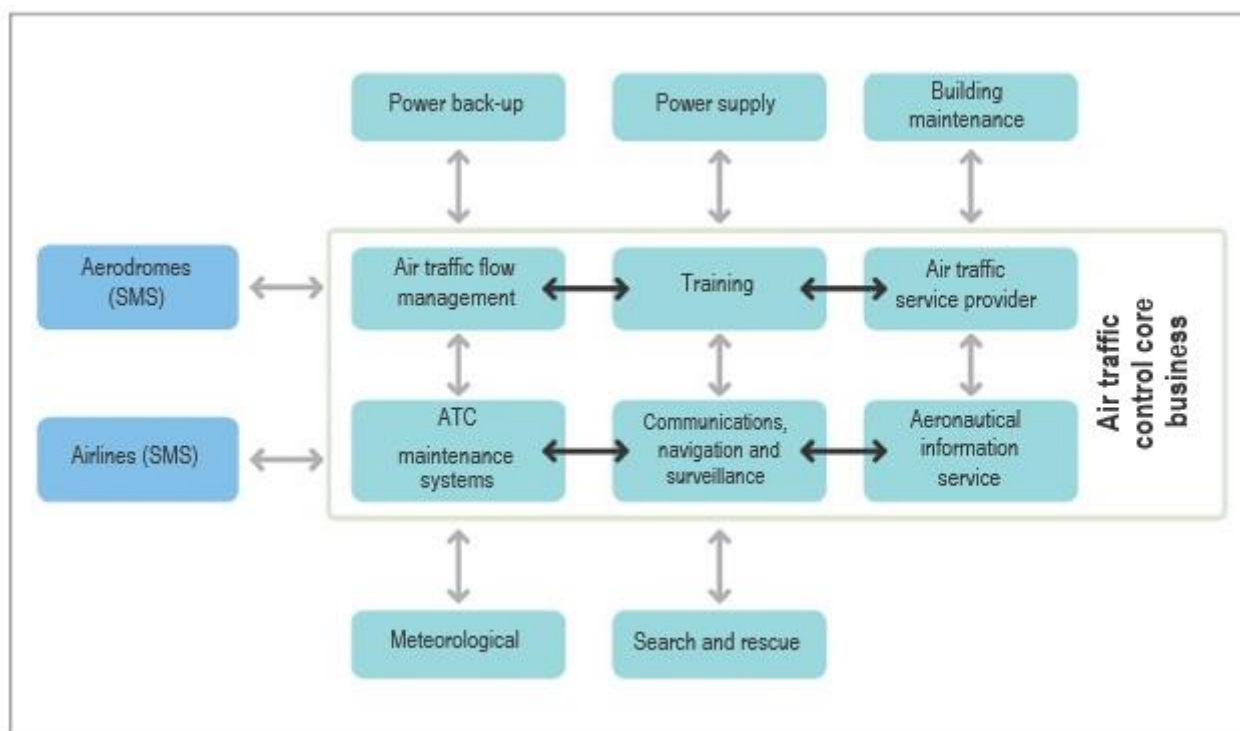 Power back-up
Power supply
Building
maintenance
Aerodromes
(SMS)
Air traffic flow
management
Training
Air traffic
service provider
Air traffic
control core
business
Airlines (SMS)
ATC
maintenance
systems
Communications,
navigation and
surveillance
Aeronautical
information
service
Meteorological
Search and rescue